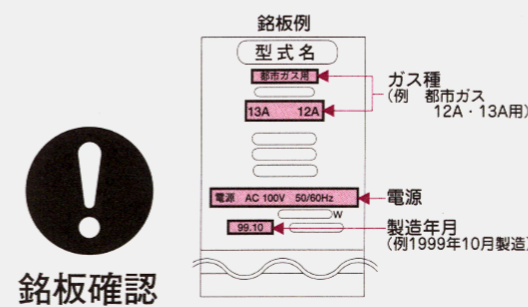 銘板例
型式名
都市ガス用
13A 12A
ガス種
(例 都市ガス
12A・13A用)
電源 AC 100V 50/60Hz
電源
W
99.10
製造年月
(例1999年10月製造)
銘板確認